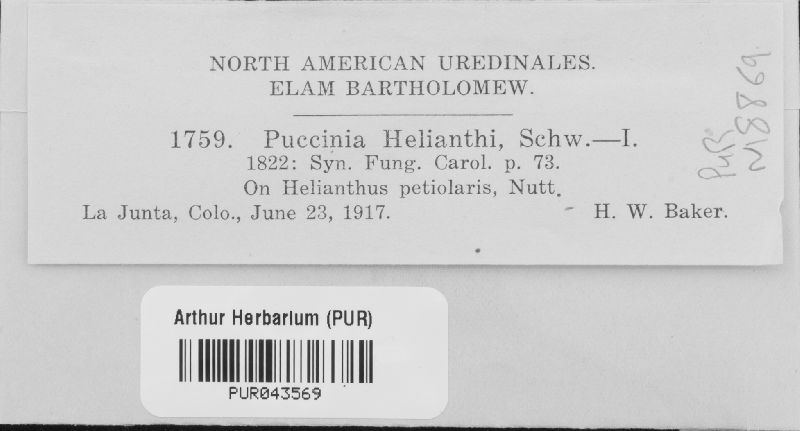 NORTH AMERICAN UREDINALES.
ELAM BARTHOLOMEW.
1759. Puccinia Helianthi, Schw.—I.
1822: Syn. Fung. Carol. p. 73.
On Helianthus petiolaris, Nutt.
La Junta, Colo., June 23, 1917. H. W. Baker.
PUR
M8869
Arthur Herbarium (PUR)
PUR043569